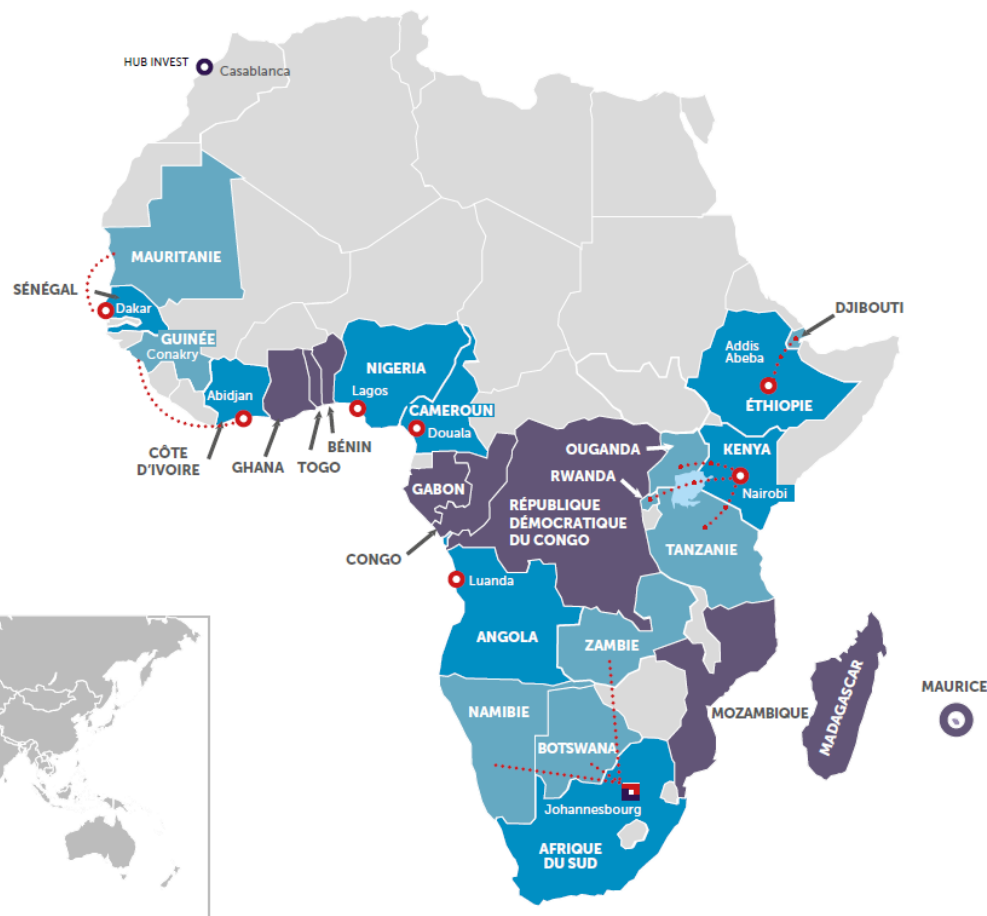 HUB INVEST
Casablanca
MAURITANIE
SÉNÉGAL
Dakar
GUINÉE
Conakry
Abidjan
CÔTE
D'IVOIRE
GHANA
TOGO
BÉNIN
NIGERIA
Lagos
CAMEROUN
Douala
DJIBOUTI
Addis
Abeba
ÉTHIOPIE
OUGANDA
KENYA
RWANDA
Nairobi
GABON
RÉPUBLIQUE
DÉMOCRATIQUE
DU CONGO
CONGO
TANZANIE
Luanda
ANGOLA
ZAMBIE
NAMIBIE
MOZAMBIQUE
MADAGASCAR
MAURICE
BOTSWANA
Johannesbourg
AFRIQUE
DU SUD